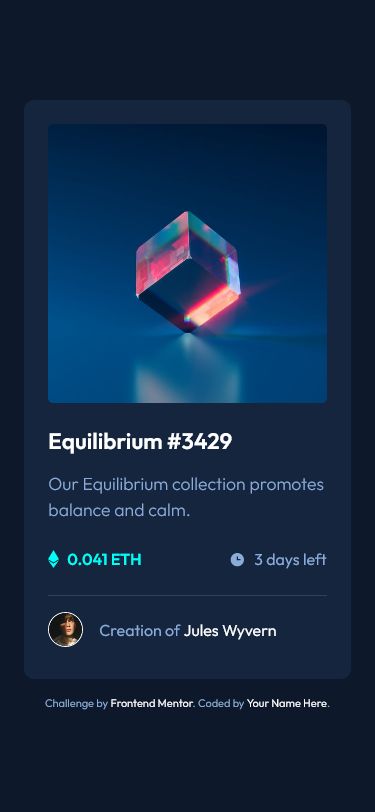 Equilibrium #3429
Our Equilibrium collection promotes
balance and calm.
0.041 ETH
3 days left
Creation of Jules Wyvern
Challenge by Frontend Mentor. Coded by Your Name Here.